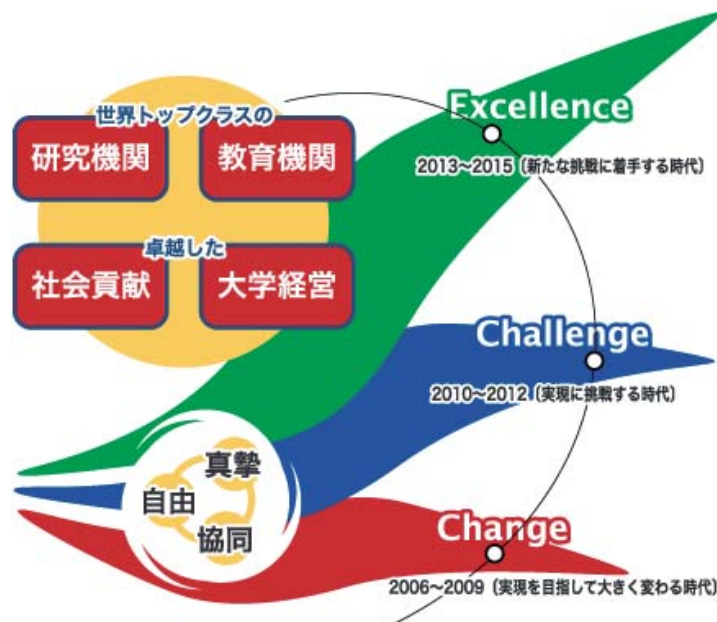 世界トップクラスの
研究機関
教育機関
卓越した
社会貢献
大学経営
Excellence
2013~2015〔新たな挑戦に着手する時代〕
Challenge
2010~2012〔実現に挑戦する時代〕
真摯
自由
協同
Change
2006~2009〔実現を目指して大きく変わる時代〕